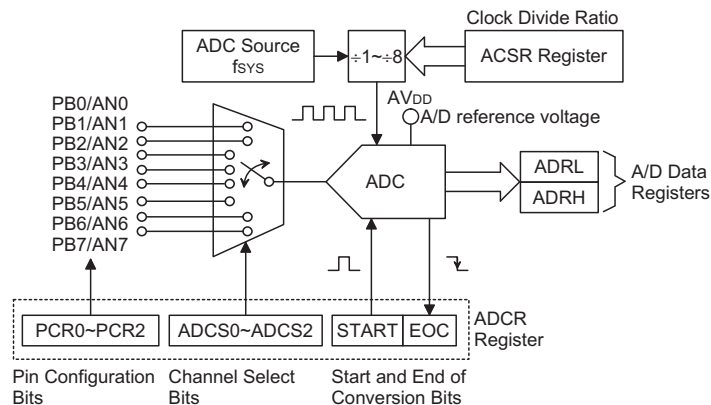 Clock Divide Ratio
ADC Source
fSYS
÷1~÷8
ACSR Register
AVDD
A/D reference voltage
PB0/AN0
PB1/AN1
PB2/AN2
PB3/AN3
PB4/AN4
PB5/AN5
PB6/AN6
PB7/AN7
ADC
ADRL
ADRH
A/D Data
Registers
PCR0~PCR2
ADCS0~ADCS2
START
EOC
ADCR
Register
Pin Configuration
Bits
Channel Select
Bits
Start and End of
Conversion Bits